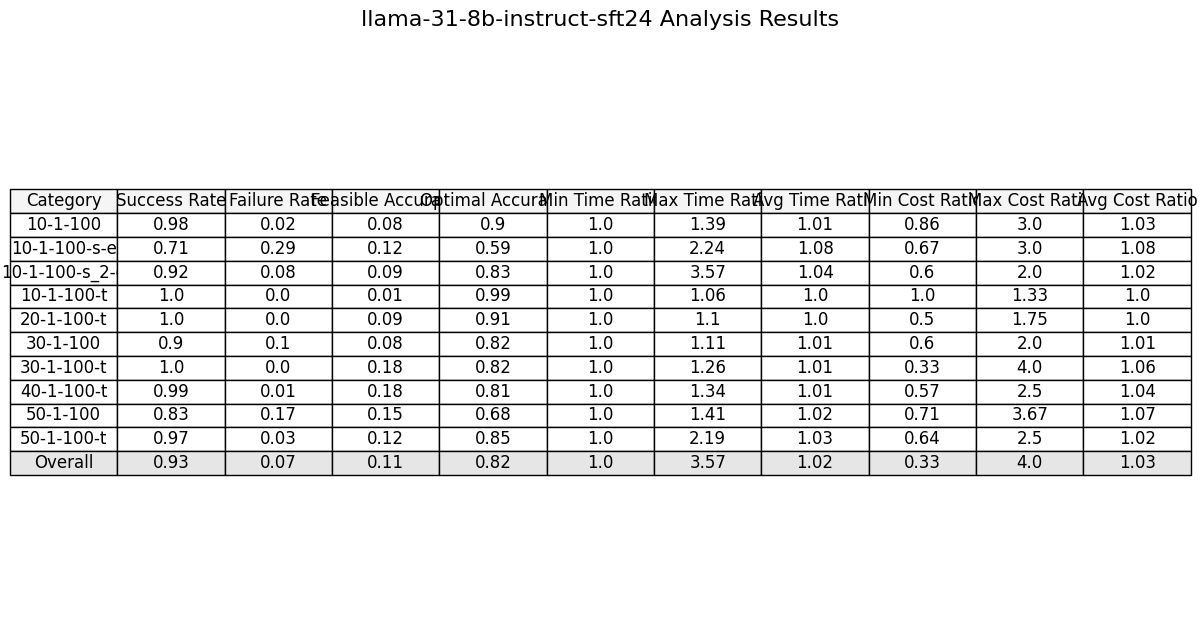 llama-31-8b-instruct-sft24 Analysis Results
Category Success Rate Failure Rate Feasible Accura Optimal Accura Min Time Rati Max Time Rati Avg Time Rati Min Cost Rati Max Cost Rati Avg Cost Ratio
10-1-100 0.98 0.02 0.08 0.9 1.0 1.39 1.01 0.86 3.0 1.03
10-1-100-s-e 0.71 0.29 0.12 0.59 1.0 2.24 1.08 0.67 3.0 1.08
10-1-100-s_2- 0.92 0.08 0.09 0.83 1.0 3.57 1.04 0.6 2.0 1.02
10-1-100-t 1.0 0.0 0.01 0.99 1.0 1.06 1.0 1.0 1.33 1.0
20-1-100-t 1.0 0.0 0.09 0.91 1.0 1.1 1.0 0.5 1.75 1.0
30-1-100 0.9 0.1 0.08 0.82 1.0 1.11 1.01 0.6 2.0 1.01
30-1-100-t 1.0 0.0 0.18 0.82 1.0 1.26 1.01 0.33 4.0 1.06
40-1-100-t 0.99 0.01 0.18 0.81 1.0 1.34 1.01 0.57 2.5 1.04
50-1-100 0.83 0.17 0.15 0.68 1.0 1.41 1.02 0.71 3.67 1.07
50-1-100-t 0.97 0.03 0.12 0.85 1.0 2.19 1.03 0.64 2.5 1.02
Overall 0.93 0.07 0.11 0.82 1.0 3.57 1.02 0.33 4.0 1.03